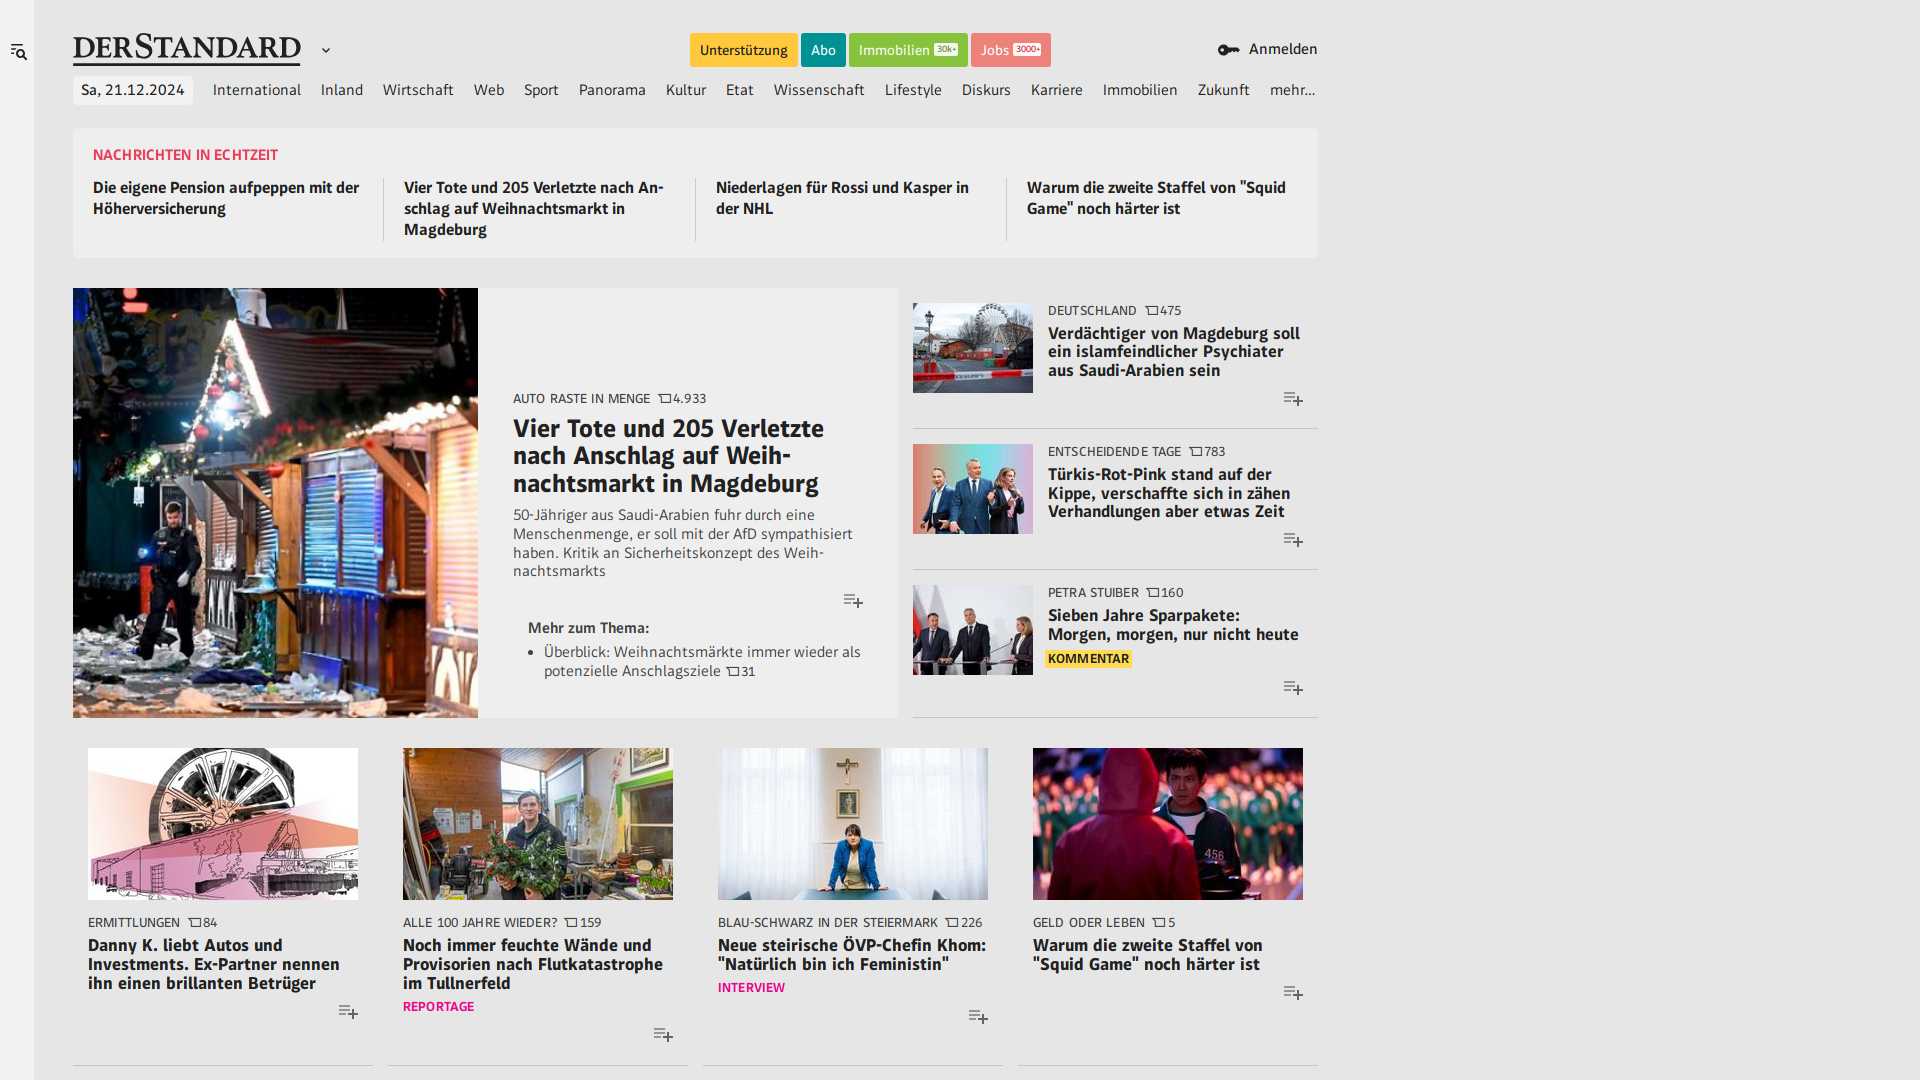 DERSTANDARD
Unterstützung
Abo
Immobilien 30k+
Jobs 3000+
Anmelden
Sa, 21.12.2024
International
Inland
Wirtschaft
Web
Sport
Panorama
Kultur
Etat
Wissenschaft
Lifestyle
Diskurs
Karriere
Immobilien
Zukunft
mehr...
NACHRICHTEN IN ECHTZEIT
Die eigene Pension aufpeppen mit der
Höherversicherung
Vier Tote und 205 Verletzte nach An-
schlag auf Weihnachtsmarkt in
Magdeburg
Niederlagen für Rossi und Kasper in
der NHL
Warum die zweite Staffel von "Squid
Game" noch härter ist
AUTO RASTE IN MENGE 4.933
Vier Tote und 205 Verletzte
nach Anschlag auf Weih-
nachtsmarkt in Magdeburg
50-Jähriger aus Saudi-Arabien fuhr durch eine
Menschenmenge, er soll mit der AfD sympathisiert
haben. Kritik an Sicherheitskonzept des Weih-
nachtsmarkts
Mehr zum Thema:
Überblick: Weihnachtsmärkte immer wieder als
potenzielle Anschlagsziele 31
DEUTSCHLAND 475
Verdächtiger von Magdeburg soll
ein islamfeindlicher Psychiater
aus Saudi-Arabien sein
ENTSCHEIDENDE TAGE 783
Türkis-Rot-Pink stand auf der
Kippe, verschaffte sich in zähen
Verhandlungen aber etwas Zeit
PETRA STUIBER 160
Sieben Jahre Sparpakete:
Morgen, morgen, nur nicht heute
KOMMENTAR
ERMITTLUNGEN 84
Danny K. liebt Autos und
Investments. Ex-Partner nennen
ihn einen brillanten Betrüger
ALLE 100 JAHRE WIEDER? 159
Noch immer feuchte Wände und
Provisorien nach Flutkatastrophe
im Tullnerfeld
REPORTAGE
BLAU-SCHWARZ IN DER STEIERMARK 226
Neue steirische ÖVP-Chefin Khom:
"Natürlich bin ich Feministin"
INTERVIEW
456
GELD ODER LEBEN 5
Warum die zweite Staffel von
"Squid Game" noch härter ist